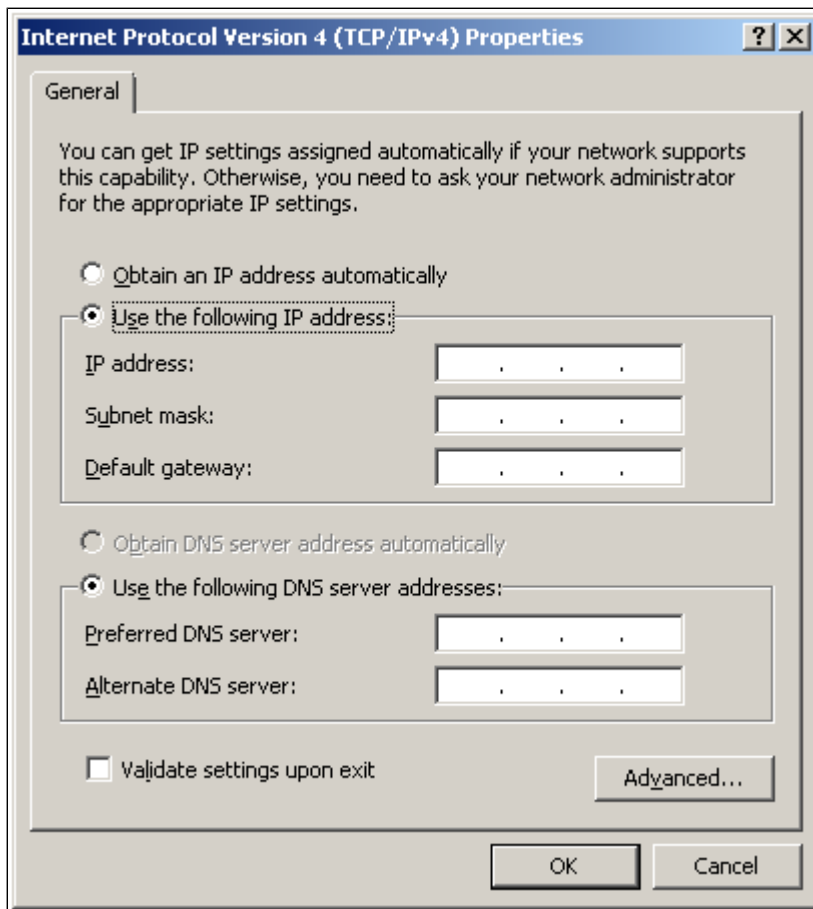 Internet Protocol Version 4 (TCP/IPv4) Properties
General
You can get IP settings assigned automatically if your network supports
this capability. Otherwise, you need to ask your network administrator
for the appropriate IP settings.
Obtain an IP address automatically
Use the following IP address:
IP address: . . .
Subnet mask: . . .
Default gateway: . . .
Obtain DNS server address automatically
Use the following DNS server addresses:
Preferred DNS server: . . .
Alternate DNS server: . . .
Validate settings upon exit
Advanced...
OK Cancel